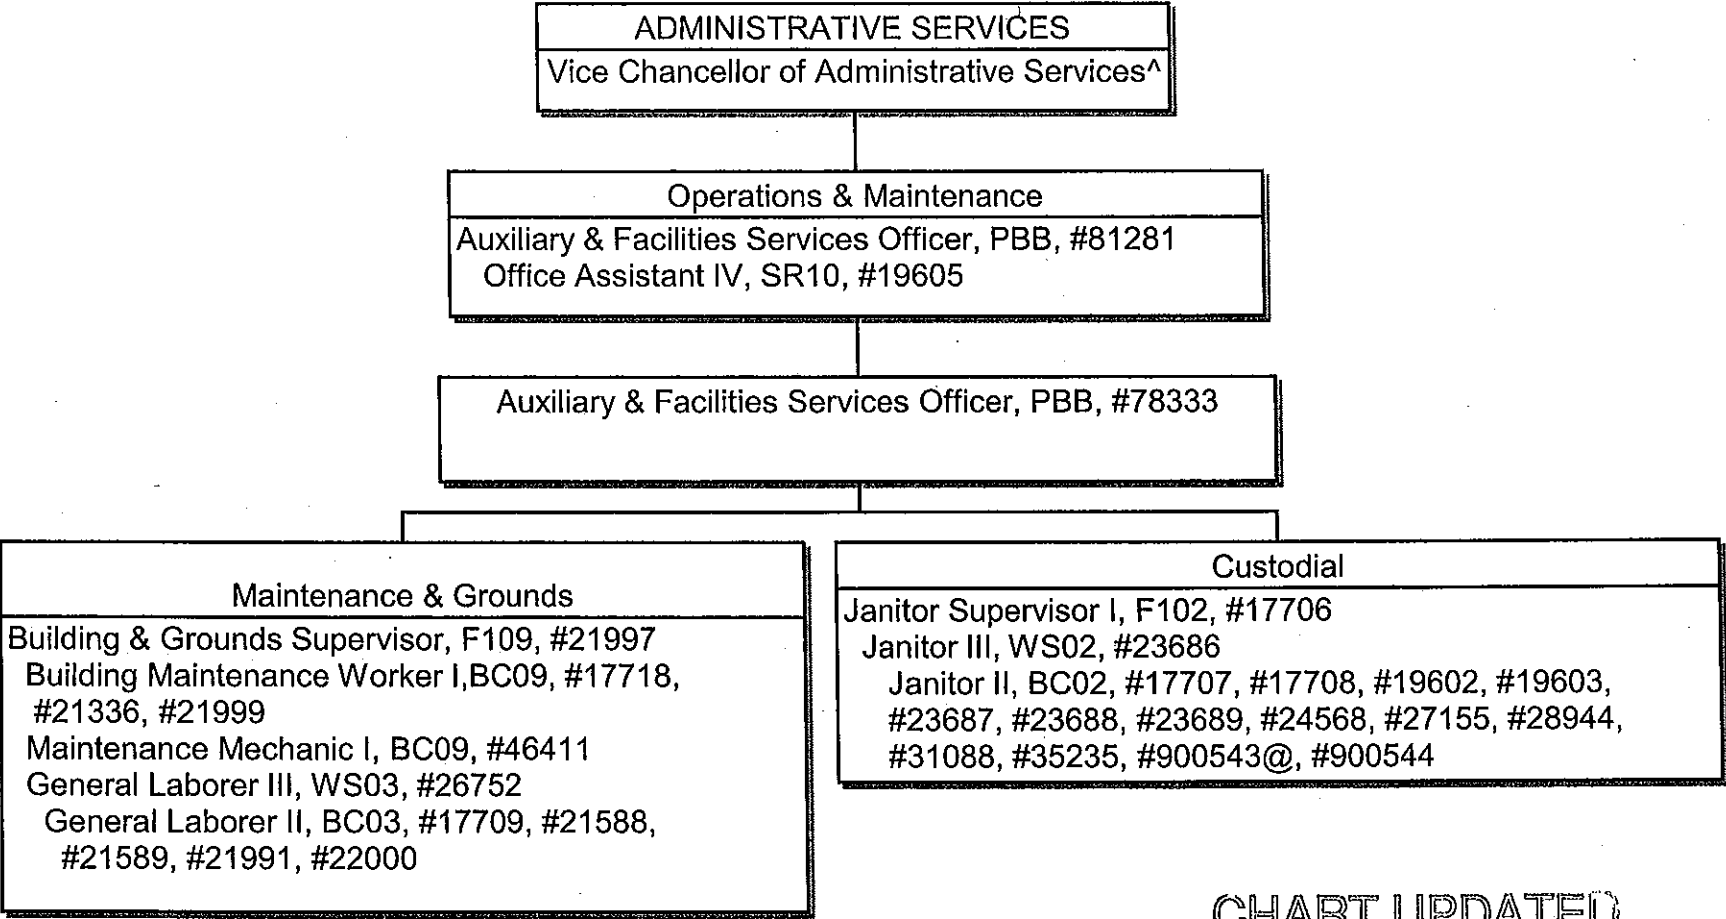 ADMINISTRATIVE SERVICES
Vice Chancellor of Administrative Services^
Operations & Maintenance
Auxiliary & Facilities Services Officer, PBB, #81281
Office Assistant IV, SR10, #19605
Auxiliary & Facilities Services Officer, PBB, #78333
Maintenance & Grounds
Building & Grounds Supervisor, F109, #21997
Building Maintenance Worker I,BC09, #17718,
#21336, #21999
Maintenance Mechanic I, BC09, #46411
General Laborer III, WS03, #26752
General Laborer II, BC03, #17709, #21588,
#21589, #21991, #22000
Custodial
Janitor Supervisor I, F102, #17706
Janitor III, WS02, #23686
Janitor II, BC02, #17707, #17708, #19602, #19603,
#23687, #23688, #23689, #24568, #27155, #28944,
#31088, #35235, #900543@, #900544
CHART UPDATED